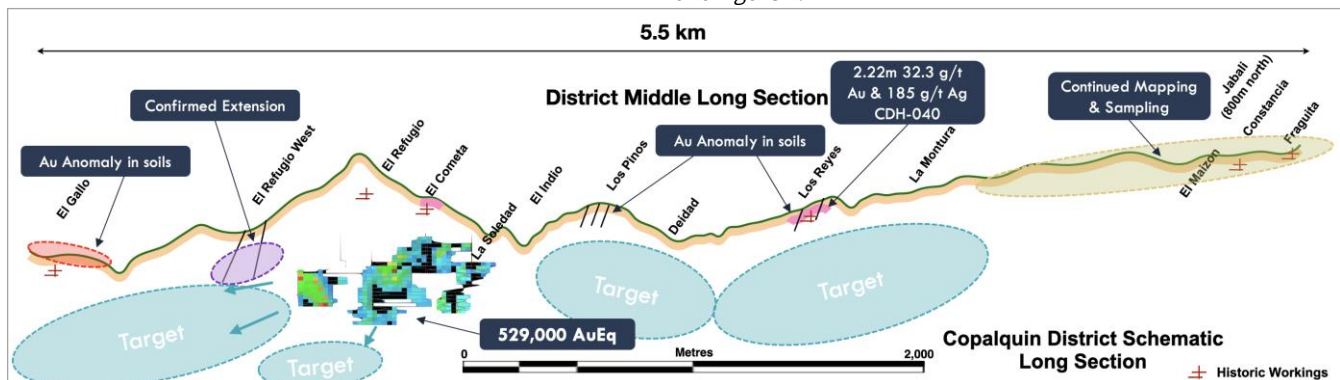 5.5 km
District Middle Long Section
Confirmed Extension
Au Anomaly in soils
El Gallo
El Refugio West
El Refugio
El Cometa
La Soledad
El Indio
Los Pinos
Au Anomaly in soils
Deidad
Los Reyes
2.22m 32.3 g/t
Au & 185 g/t Ag
CDH-040
La Montura
Continued Mapping
& Sampling
El Maizon
Jabali
(800m north)
Constancia
Fraguita
Target
Target
Target
Target
529,000 AuEq
0
Metres
2,000
Copalquin District Schematic
Long Section
Historic Workings